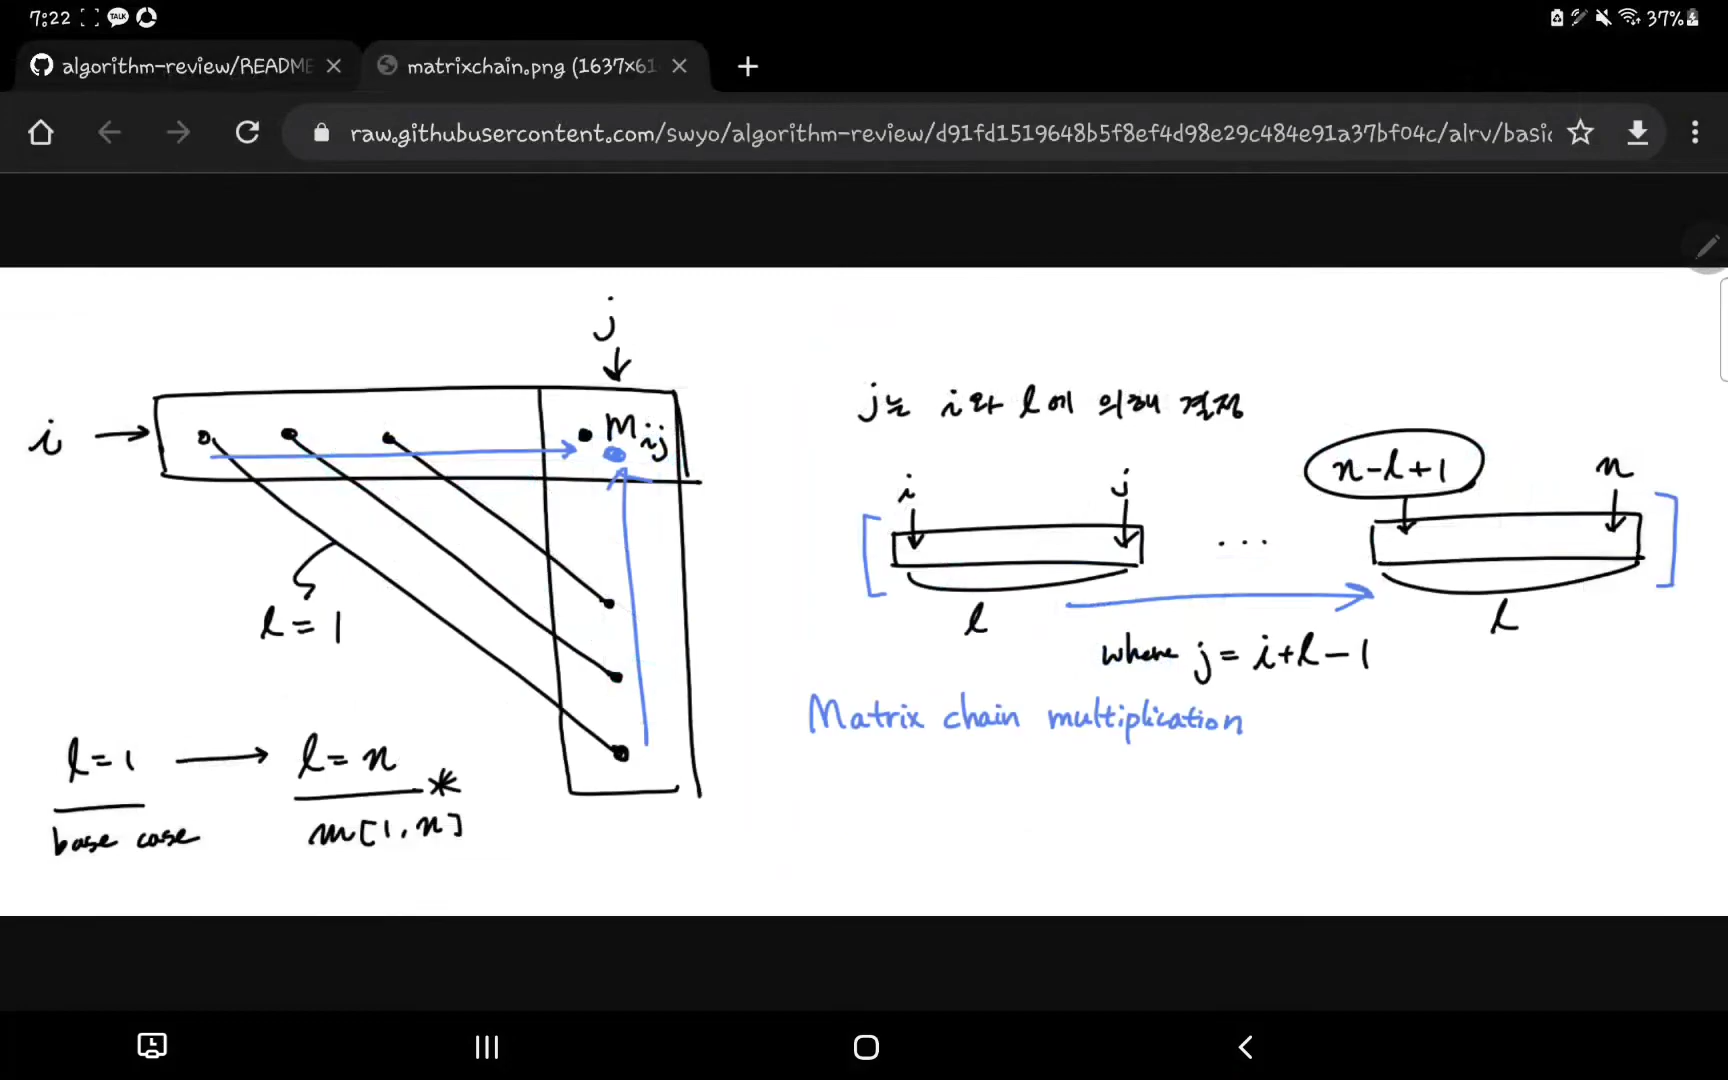 7:22
TALK
37%
algorithm-review/README
matrixchain.png (1637×61
raw.githubusercontent.com/swyo/algorithm-review/d91fd1519648b5f8ef4d98e29c484e91a37bf04c/alrv/basic
j
i
Mij
l=1
l=1 → l=n
base case
*
m[1,n]
j는 i와 l에 의해 결정
i j ... n-l+1 n
l l
where j=i+l-1
Matrix chain multiplication